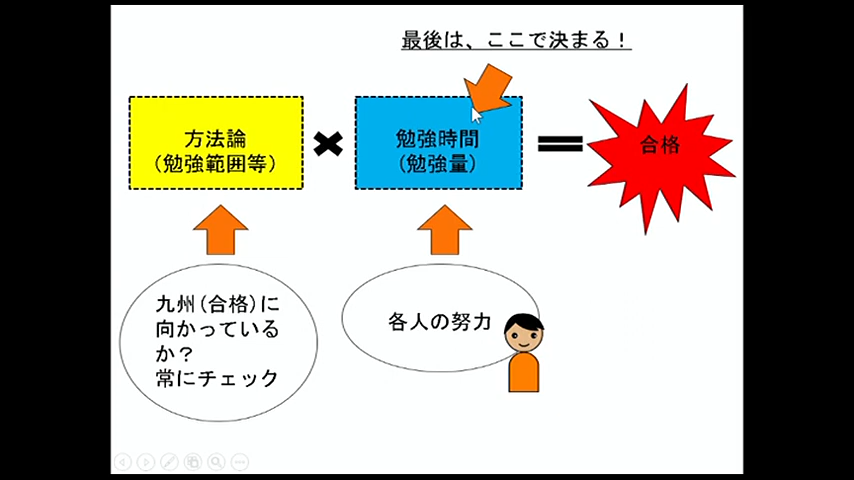 最後は、ここで決まる！
方法論
（勉強範囲等）
勉強時間
（勉強量）
合格
九州（合格）に
向かっている
か？
常にチェック
各人の努力